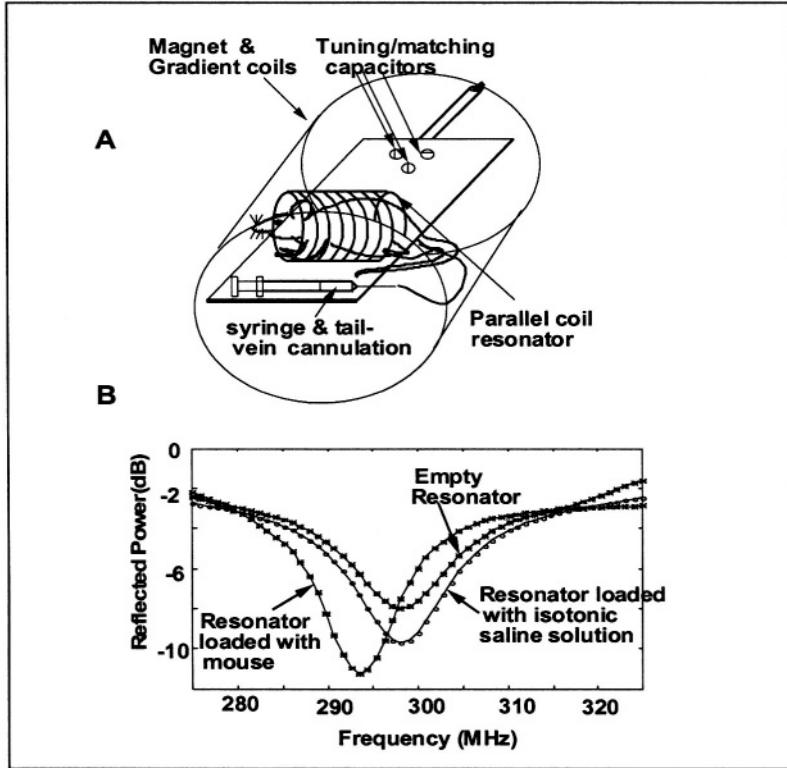 Magnet &
Gradient coils
Tuning/matching
capacitors
A
syringe & tail-
vein cannulation
Parallel coil
resonator
B
0
-2
-6
-10
Reflected Power(dB)
Empty
Resonator
Resonator
loaded with
mouse
Resonator loaded
with isotonic
saline solution
280
290
300
310
320
Frequency (MHz)